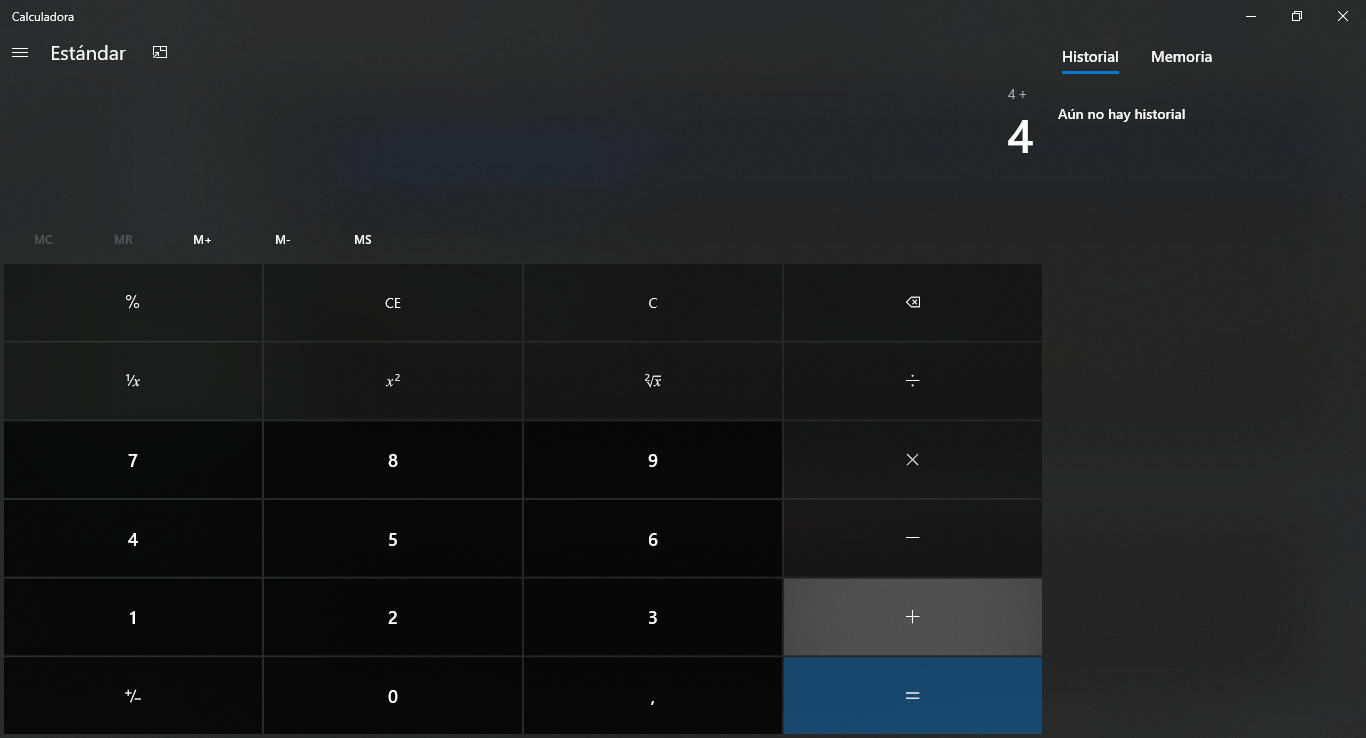 Calculadora
Estándar
Historial Memoria
4 +
4
Aún no hay historial
MC MR M+ M- MS
% CE C
¹/x x² ²√x ÷
7 8 9 ×
4 5 6 −
1 2 3 +
+/− 0 , =